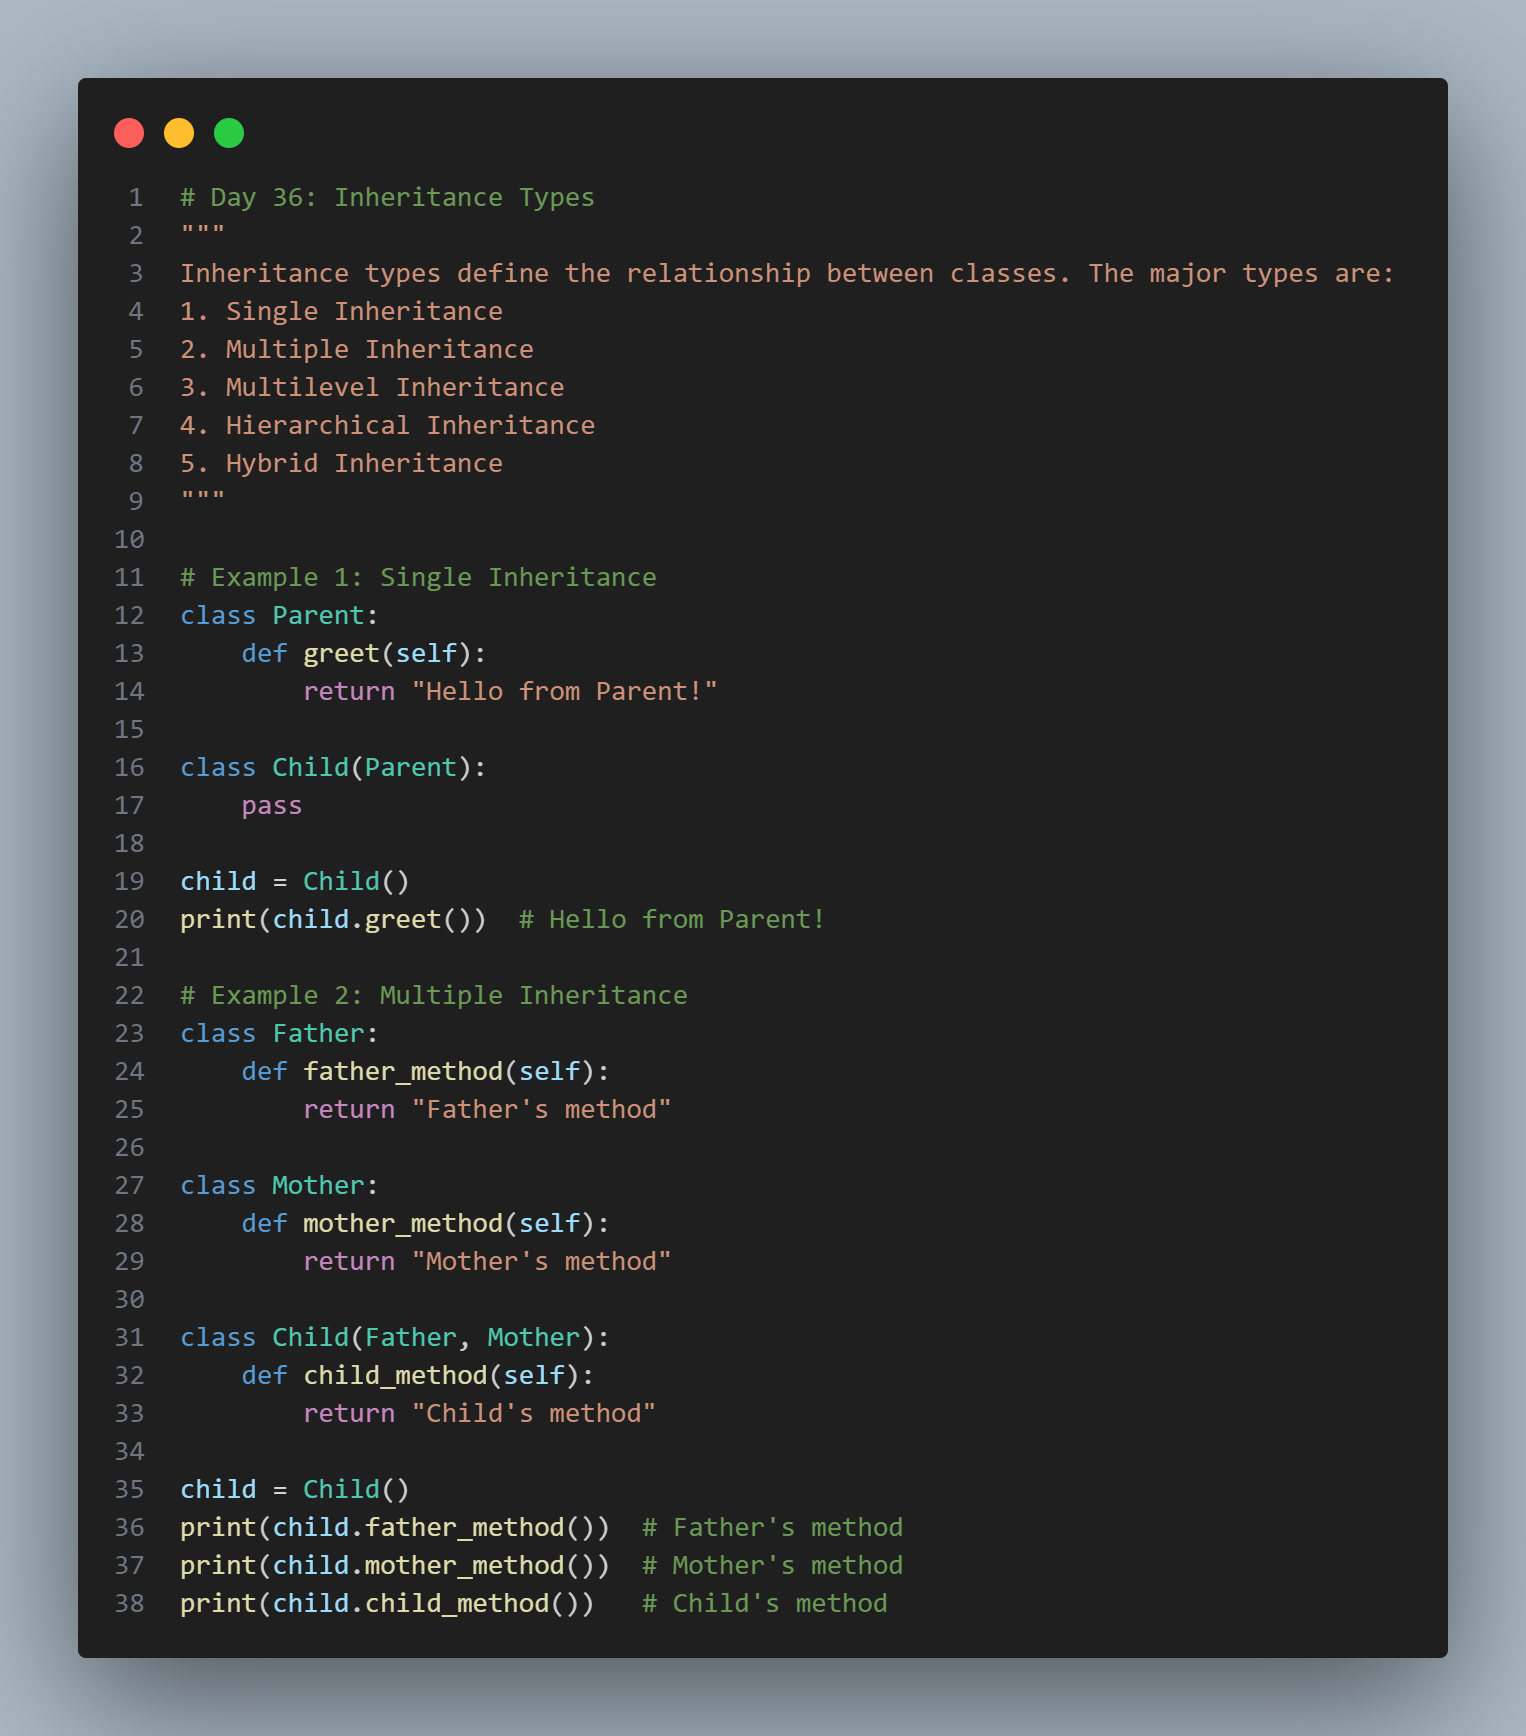 1 # Day 36: Inheritance Types
2 """
3 Inheritance types define the relationship between classes. The major types are:
4 1. Single Inheritance
5 2. Multiple Inheritance
6 3. Multilevel Inheritance
7 4. Hierarchical Inheritance
8 5. Hybrid Inheritance
9 """
10
11 # Example 1: Single Inheritance
12 class Parent:
13     def greet(self):
14         return "Hello from Parent!"
15
16 class Child(Parent):
17     pass
18
19 child = Child()
20 print(child.greet())  # Hello from Parent!
21
22 # Example 2: Multiple Inheritance
23 class Father:
24     def father_method(self):
25         return "Father's method"
26
27 class Mother:
28     def mother_method(self):
29         return "Mother's method"
30
31 class Child(Father, Mother):
32     def child_method(self):
33         return "Child's method"
34
35 child = Child()
36 print(child.father_method())  # Father's method
37 print(child.mother_method())  # Mother's method
38 print(child.child_method())   # Child's method